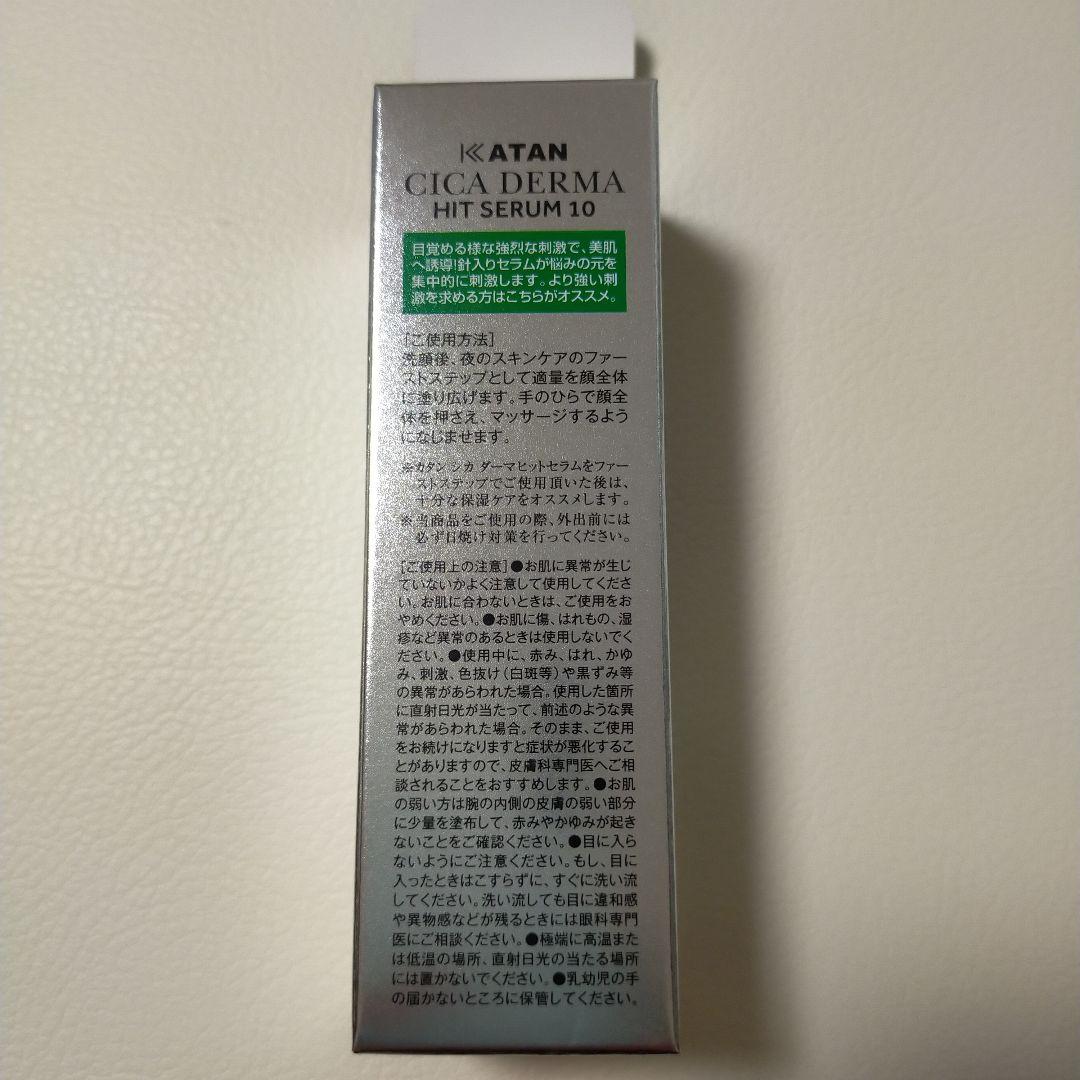 KATAN
CICA DERMA
HIT SERUM 10
目覚める様な強烈な刺激で、美肌
へ誘導!針入りセラムが悩みの元を
集中的に刺激します。より強い刺
激を求める方はこちらがオススメ。
[ご使用方法]
洗顔後、夜のスキンケアのファー
ストステップとして適量を顔全体
に塗り広げます。手のひらで顔全
体を押さえ、マッサージするよう
になじませます。
※カタン シカ ダーマヒットセラムをファー
ストステップでご使用頂いた後は、
十分な保湿ケアをオススメします。
※当商品をご使用の際、外出前には
必ず日焼け対策を行ってください。
[ご使用上の注意]●お肌に異常が生じ
ていないかよく注意して使用してくださ
い。お肌に合わないときは、ご使用をお
やめください。●お肌に傷、はれもの、湿
疹など異常のあるときは使用しないでく
ださい。●使用中に、赤み、はれ、かゆ
み、刺激、色抜け(白斑等)や黒ずみ等
の異常があらわれた場合。使用した箇所
に直射日光が当たって、前述のような異
常があらわれた場合。そのまま、ご使用
をお続けになりますと症状が悪化するこ
とがありますので、皮膚科専門医へご相
談されることをおすすめします。●お肌
の弱い方は腕の内側の皮膚の弱い部分
に少量を塗布して、赤みやかゆみが起き
ないことをご確認ください。●目に入ら
ないようにご注意ください。もし、目に
入ったときはこすらずに、すぐに洗い流
してください。洗い流しても目に違和感
や異物感などが残るときには眼科専門
医にご相談ください。●極端に高温また
は低温の場所、直射日光の当たる場所
には置かないでください。●乳幼児の手
の届かないところに保管してください。